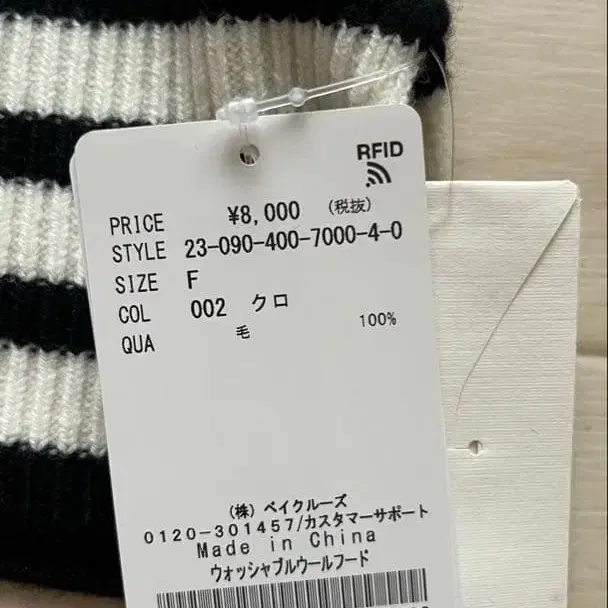 RFID
PRICE ¥8,000 (税抜)
STYLE 23-090-400-7000-4-0
SIZE F
COL 002 クロ
QUA 毛 100%
(株) ベイクルーズ
0120-301457/カスタマーサポート
Made in China
ウォッシャブルウールフード